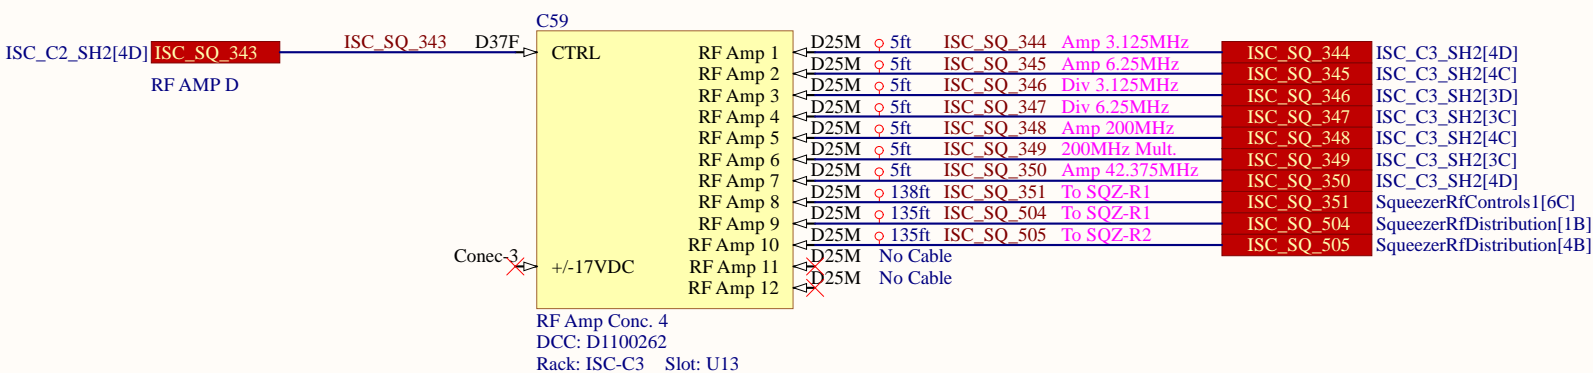 C59
ISC_C2_SH2[4D] ISC_SQ_343 ISC_SQ_343 D37F CTRL
RF AMP D
RF Amp 1 D25M 5ft ISC_SQ_344 Amp 3.125MHz ISC_SQ_344 ISC_C3_SH2[4D]
RF Amp 2 D25M 5ft ISC_SQ_345 Amp 6.25MHz ISC_SQ_345 ISC_C3_SH2[4C]
RF Amp 3 D25M 5ft ISC_SQ_346 Div 3.125MHz ISC_SQ_346 ISC_C3_SH2[3D]
RF Amp 4 D25M 5ft ISC_SQ_347 Div 6.25MHz ISC_SQ_347 ISC_C3_SH2[3C]
RF Amp 5 D25M 5ft ISC_SQ_348 Amp 200MHz ISC_SQ_348 ISC_C3_SH2[4C]
RF Amp 6 D25M 5ft ISC_SQ_349 200MHz Mult. ISC_SQ_349 ISC_C3_SH2[3C]
RF Amp 7 D25M 5ft ISC_SQ_350 Amp 42.375MHz ISC_SQ_350 ISC_C3_SH2[4D]
RF Amp 8 D25M 138ft ISC_SQ_351 To SQZ-R1 ISC_SQ_351 SqueezerRfControls1[6C]
RF Amp 9 D25M 135ft ISC_SQ_504 To SQZ-R1 ISC_SQ_504 SqueezerRfDistribution[1B]
RF Amp 10 D25M 135ft ISC_SQ_505 To SQZ-R2 ISC_SQ_505 SqueezerRfDistribution[4B]
Conec-3 +/-17VDC RF Amp 11 D25M No Cable
RF Amp 12 D25M No Cable
RF Amp Conc. 4
DCC: D1100262
Rack: ISC-C3 Slot: U13